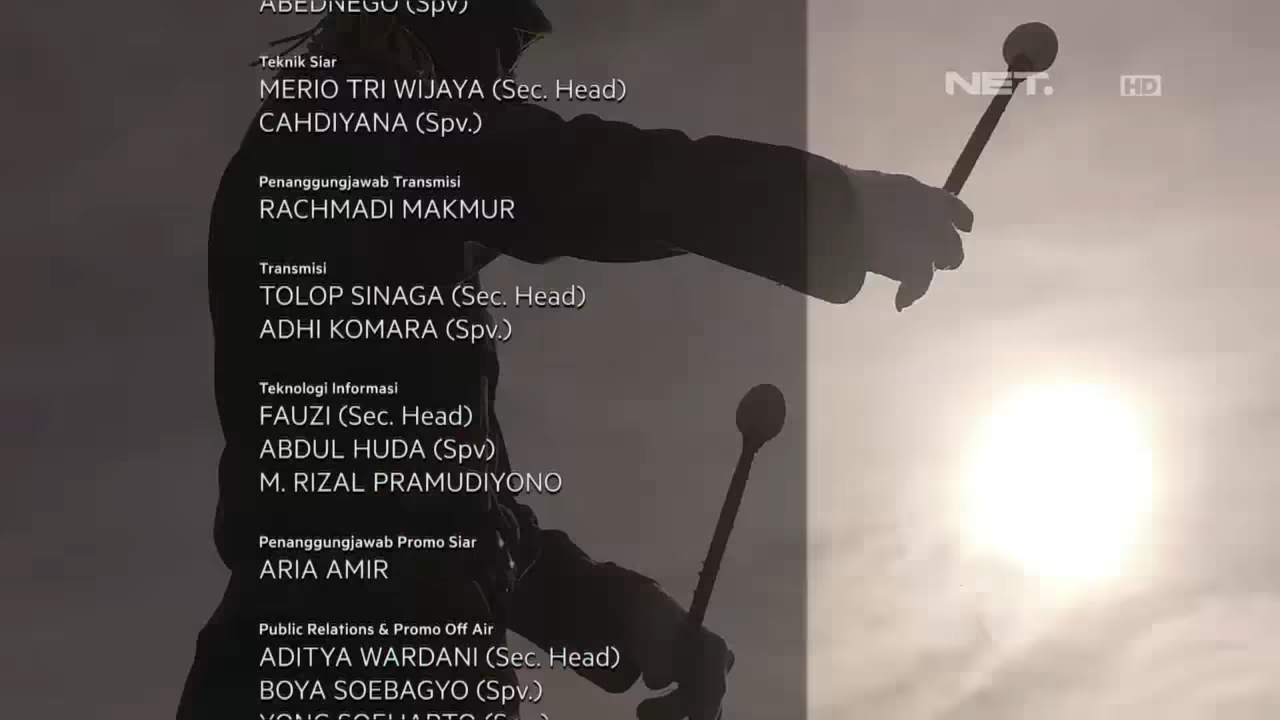 ABEDNEGO (Spv)
Teknik Siar
MERIO TRI WIJAYA (Sec. Head)
CAHDIYANA (Spv.)
Penanggungjawab Transmisi
RACHMADI MAKMUR
Transmisi
TOLOP SINAGA (Sec. Head)
ADHI KOMARA (Spv.)
Teknologi Informasi
FAUZI (Sec. Head)
ABDUL HUDA (Spv)
M. RIZAL PRAMUDIYONO
Penanggungjawab Promo Siar
ARIA AMIR
Public Relations & Promo Off Air
ADITYA WARDANI (Sec. Head)
BOYA SOEBAGYO (Spv.)
NET.
HD